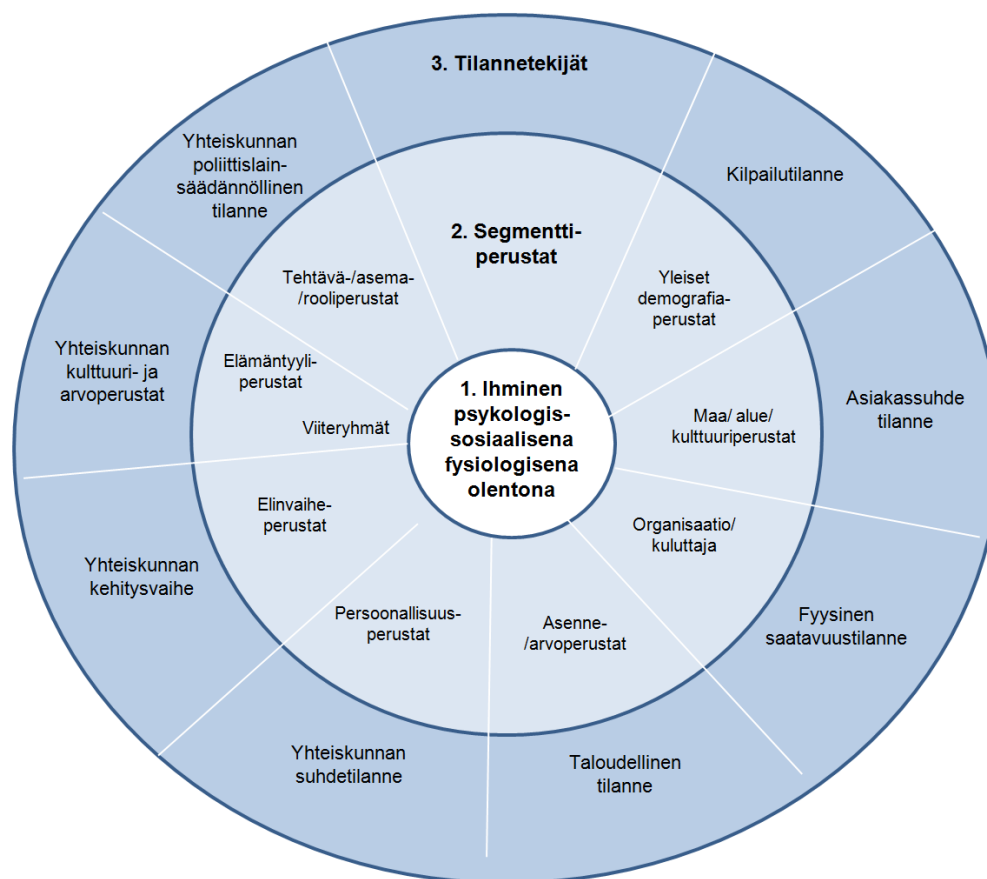 3. Tilannetekijät
Kilpailutilanne
Asiakassuhde
tilanne
Fyysinen
saatavuustilanne
Taloudellinen
tilanne
Yhteiskunnan
suhdetilanne
Yhteiskunnan
kehitysvaihe
Yhteiskunnan
kulttuuri- ja
arvoperustat
Yhteiskunnan
poliittislain-
säädännöllinen
tilanne
2. Segmentti-
perustat
Yleiset
demografia-
perustat
Maa/ alue/
kulttuuriperustat
Organisaatio/
kuluttaja
Asenne-
/arvoperustat
Persoonallisuus-
perustat
Elinvaihe-
perustat
Viiteryhmät
Elämäntyyli-
perustat
Tehtävä-/asema-
/rooliperustat
1. Ihminen
psykologis-
sosiaalisena
fysiologisena
olentona